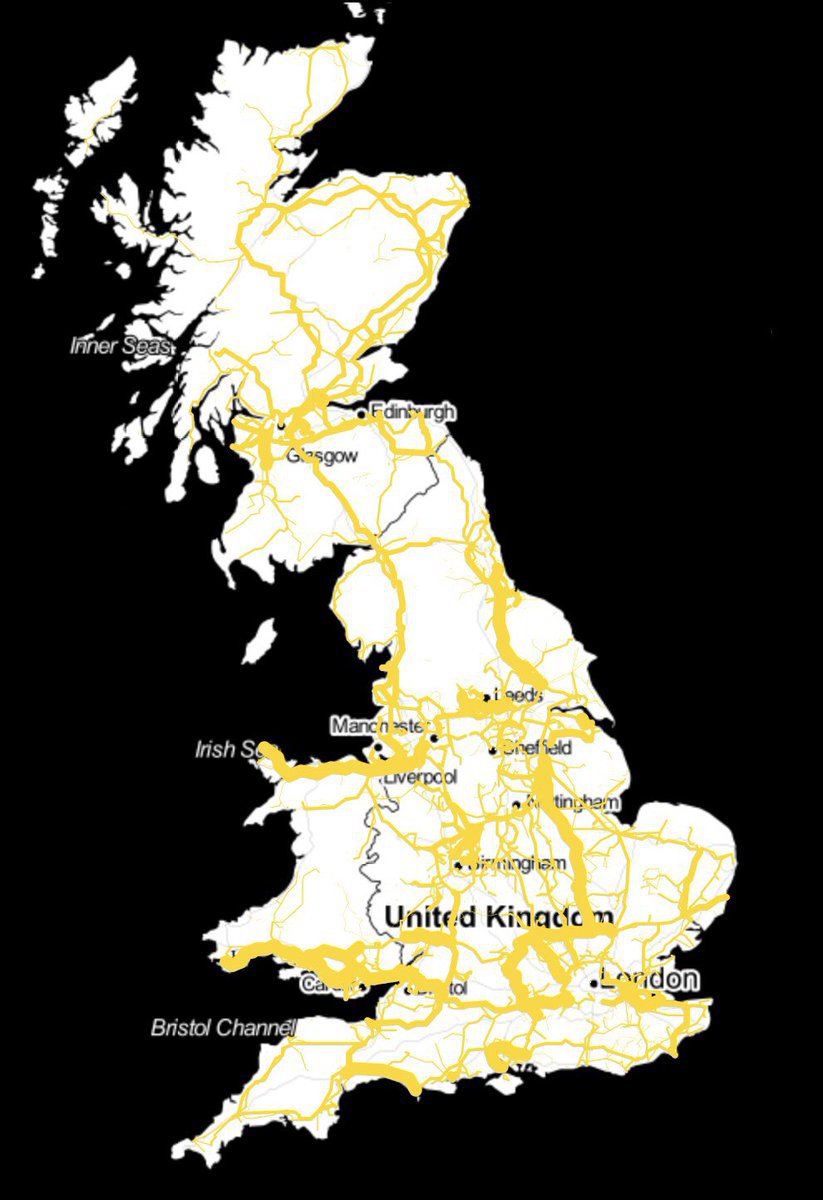 Inner Seas
Edinburgh
Glasgow
Leeds
Manchester
Irish Sea
Sheffield
Liverpool
Nottingham
Birmingham
United Kingdom
London
Cardiff
Bristol
Bristol Channel